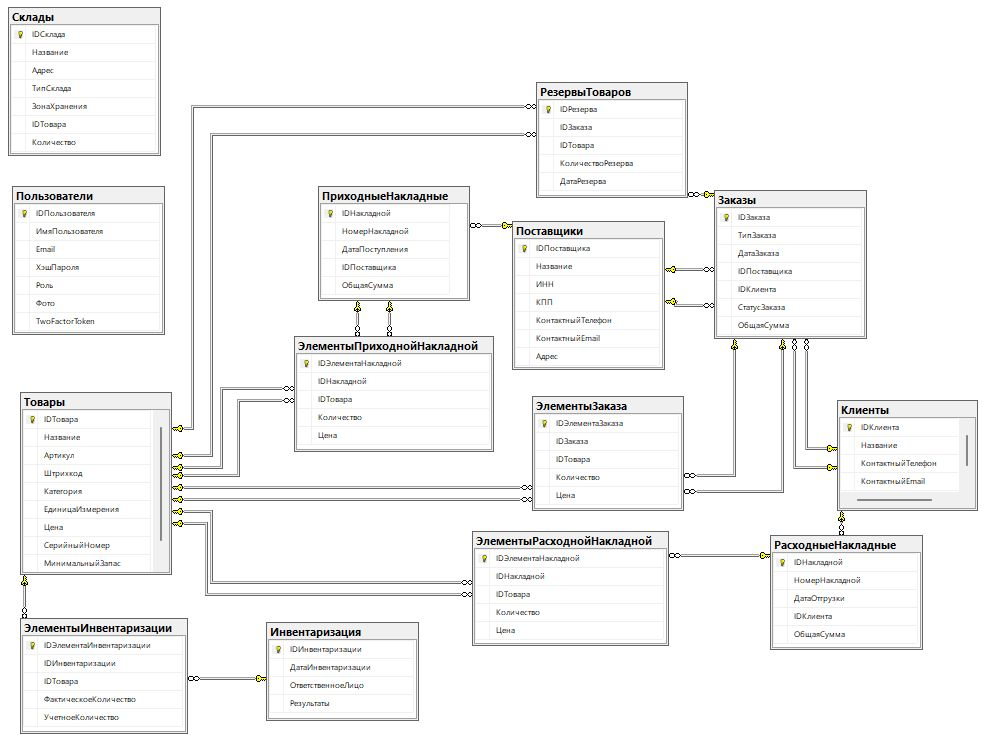 Склады
IDСклада
Название
Адрес
ТипСклада
ЗонаХранения
IDТовара
Количество
РезервыТоваров
IDРезерва
IDЗаказа
IDТовара
КоличествоРезерва
ДатаРезерва
Пользователи
IDПользователя
ИмяПользователя
Email
ХэшПароля
Роль
Фото
TwoFactorToken
ПриходныеНакладные
IDНакладной
НомерНакладной
ДатаПоступления
IDПоставщика
ОбщаяСумма
Поставщики
IDПоставщика
Название
ИНН
КПП
КонтактныйТелефон
КонтактныйEmail
Адрес
Заказы
IDЗаказа
ТипЗаказа
ДатаЗаказа
IDПоставщика
IDКлиента
СтатусЗаказа
ОбщаяСумма
ЭлементыПриходнойНакладной
IDЭлементаНакладной
IDНакладной
IDТовара
Количество
Цена
Товары
IDТовара
Название
Артикул
Штрихкод
Категория
ЕдиницаИзмерения
Цена
СерийныйНомер
МинимальныйЗапас
ЭлементыЗаказа
IDЭлементаЗаказа
IDЗаказа
IDТовара
Количество
Цена
Клиенты
IDКлиента
Название
КонтактныйТелефон
КонтактныйEmail
ЭлементыРасходнойНакладной
IDЭлементаНакладной
IDНакладной
IDТовара
Количество
Цена
РасходныеНакладные
IDНакладной
НомерНакладной
ДатаОтгрузки
IDКлиента
ОбщаяСумма
ЭлементыИнвентаризации
IDЭлементаИнвентаризации
IDИнвентаризации
IDТовара
ФактическоеКоличество
УчетноеКоличество
Инвентаризация
IDИнвентаризации
ДатаИнвентаризации
ОтветственноеЛицо
Результаты